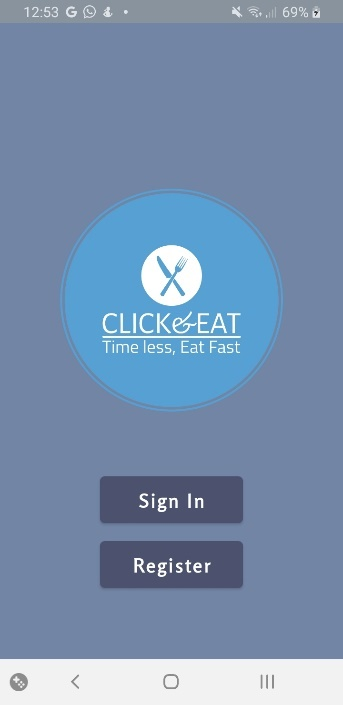 12:53
69%
CLICK&EAT
Time less, Eat Fast
Sign In
Register